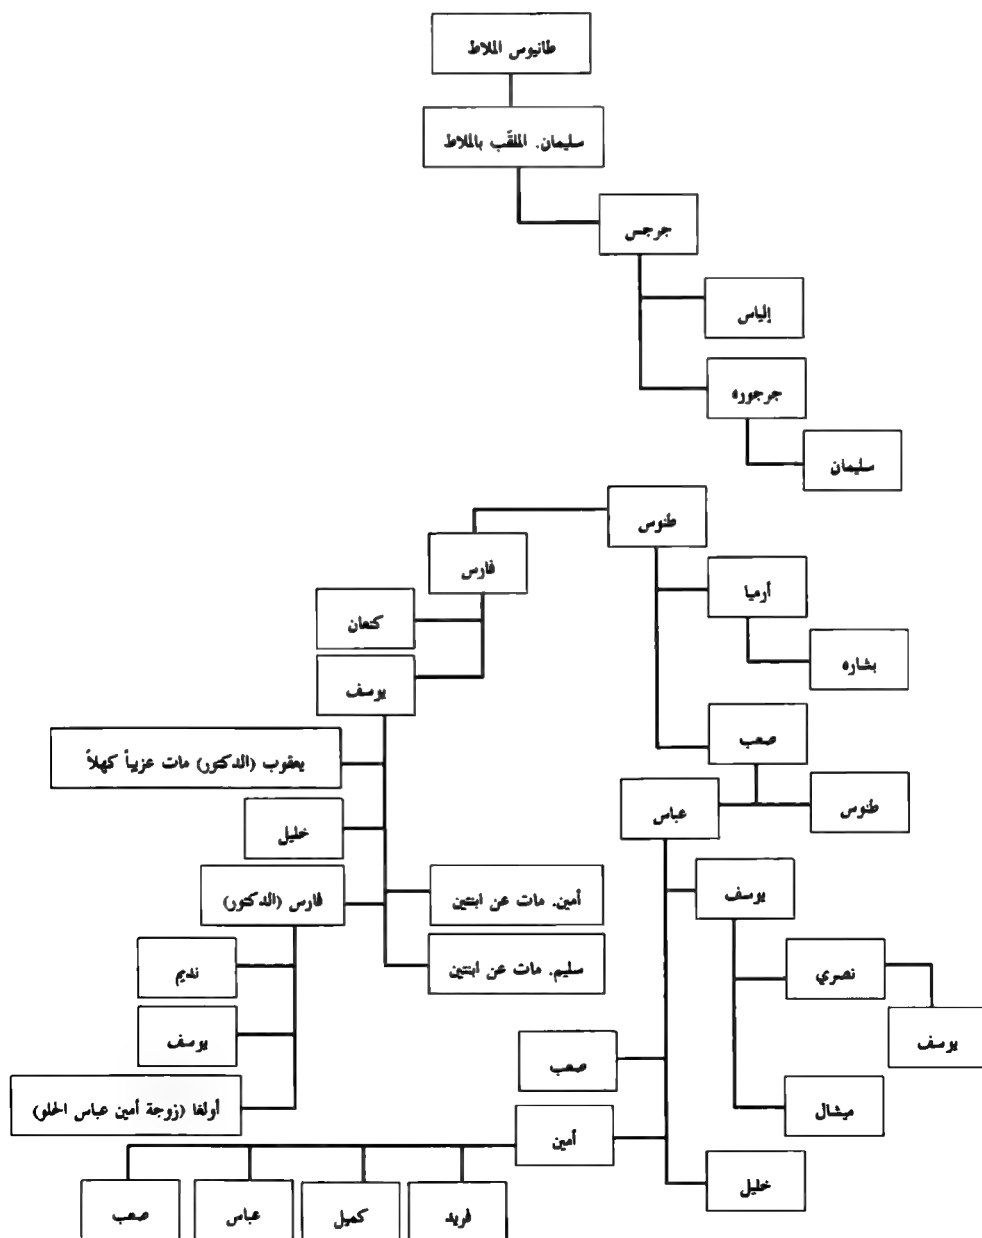 طانيوس الملاط
سليمان. الملقّب بالملاط
جرجس
إلياس
جرجوره
سليمان
طنوس
فارس
أرميا
كنعان
بشاره
يوسف
صعب
يعقوب (الدكتور) مات عزيباً كهلاً
طنوس
عباس
خليل
يوسف
أمين. مات عن ابنتين
فارس (الدكتور)
سليم. مات عن ابنتين
نصري
نديم
يوسف
يوسف
صعب
ميشال
أولغا (زوجة أمين عباس الحلو)
أمين
خليل
فريد
كميل
عباس
صعب